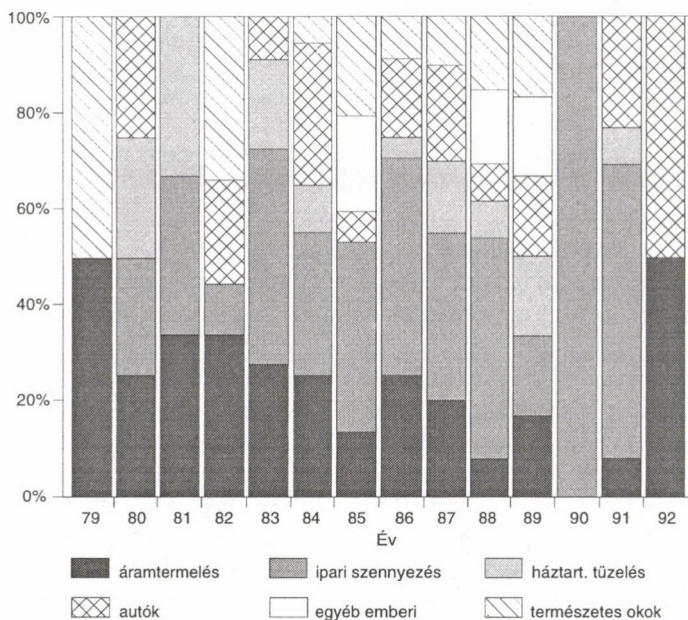 100%
80%
60%
40%
20%
0%
79 80 81 82 83 84 85 86 87 88 89 90 91 92
Év
áramtermelés ipari szennyezés háztart. tüzelés
autók egyéb emberi természetes okok